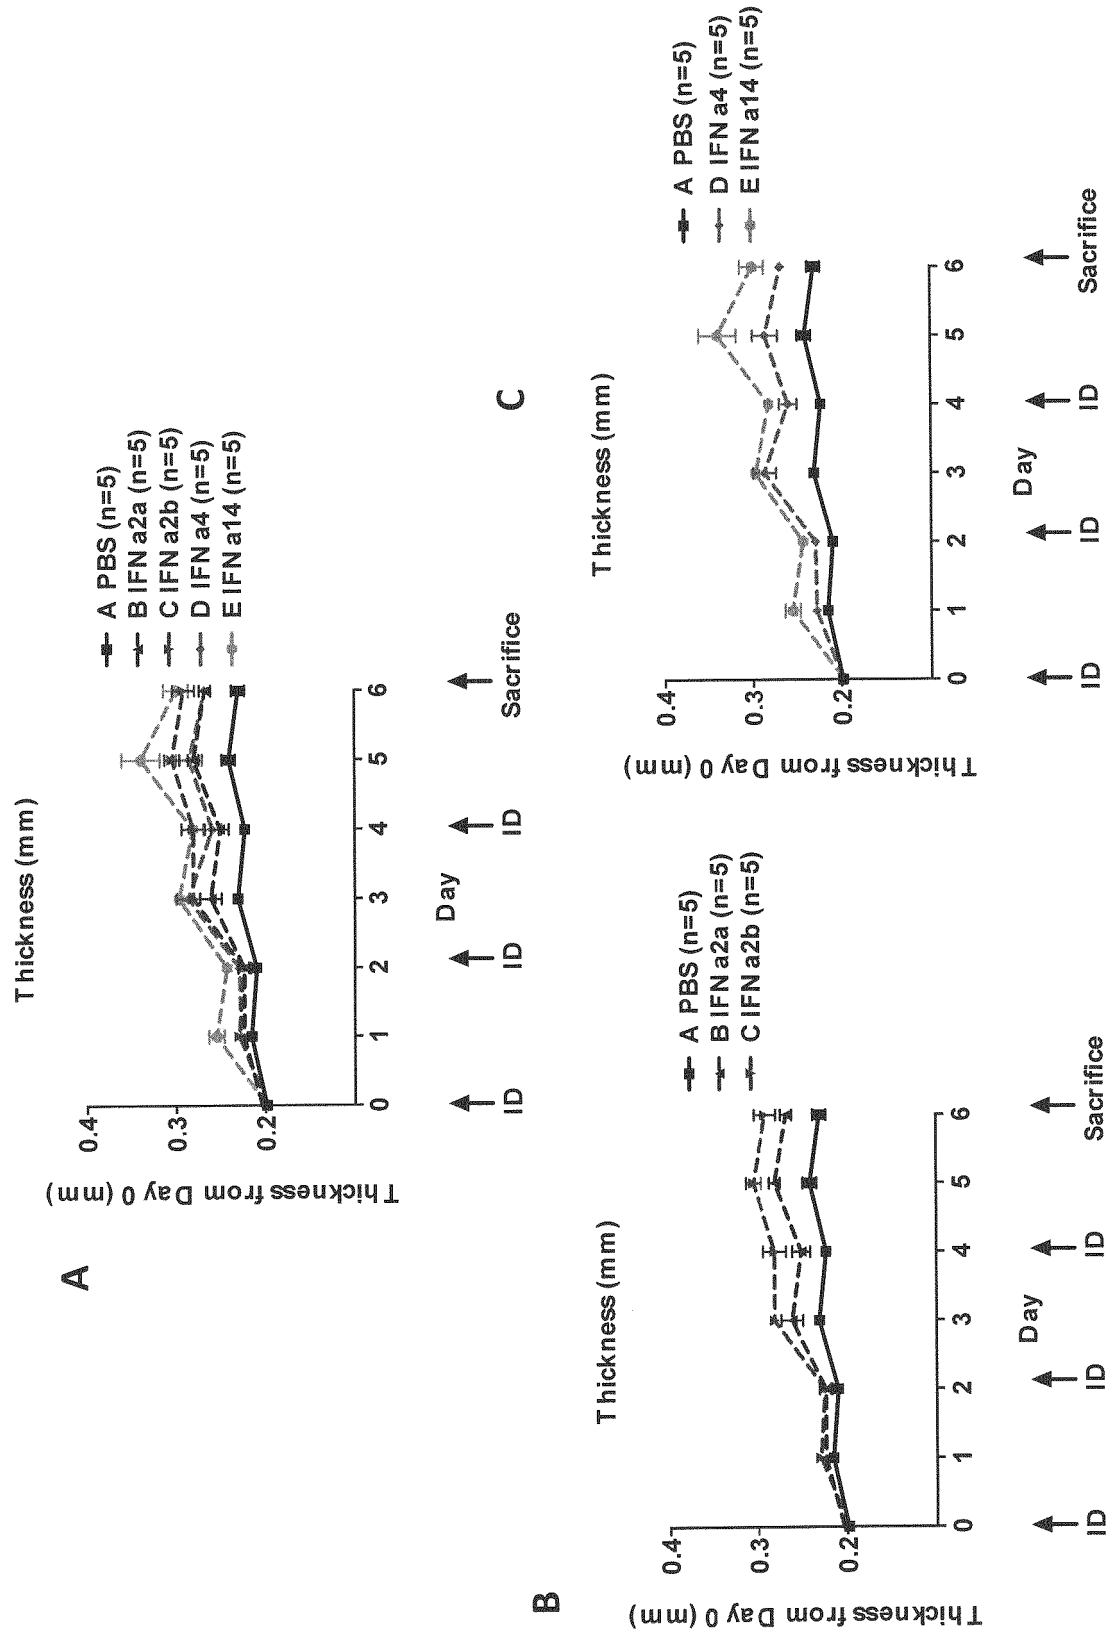 A
Thickness (mm)
Thickness from Day 0 (mm)
0.4
0.3
0.2
0 1 2 3 4 5 6
Day
ID
ID
ID
Sacrifice
A PBS (n=5)
B IFN a2a (n=5)
C IFN a2b (n=5)
D IFN a4 (n=5)
E IFN a14 (n=5)
B
Thickness (mm)
Thickness from Day 0 (mm)
0.4
0.3
0.2
0 1 2 3 4 5 6
Day
ID
ID
ID
Sacrifice
A PBS (n=5)
B IFN a2a (n=5)
C IFN a2b (n=5)
C
Thickness (mm)
Thickness from Day 0 (mm)
0.4
0.3
0.2
0 1 2 3 4 5 6
Day
ID
ID
ID
Sacrifice
A PBS (n=5)
D IFN a4 (n=5)
E IFN a14 (n=5)